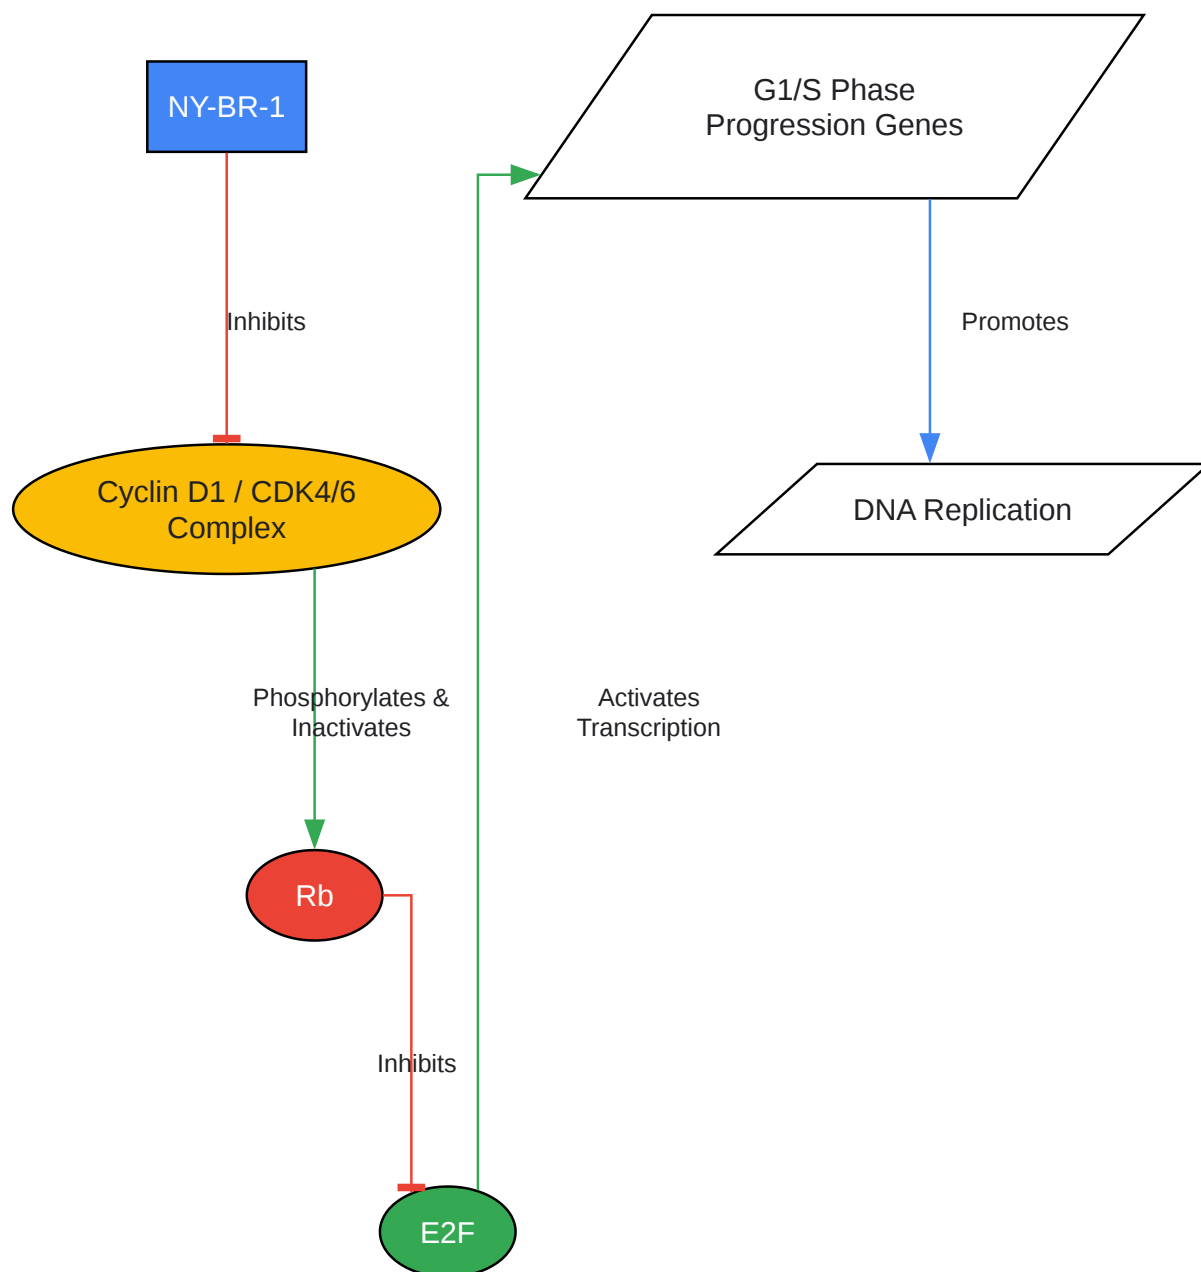 NY-BR-1
G1/S Phase
Progression Genes
Inhibits
Promotes
Cyclin D1 / CDK4/6
Complex
DNA Replication
Phosphorylates &
Inactivates
Activates
Transcription
Rb
Inhibits
E2F